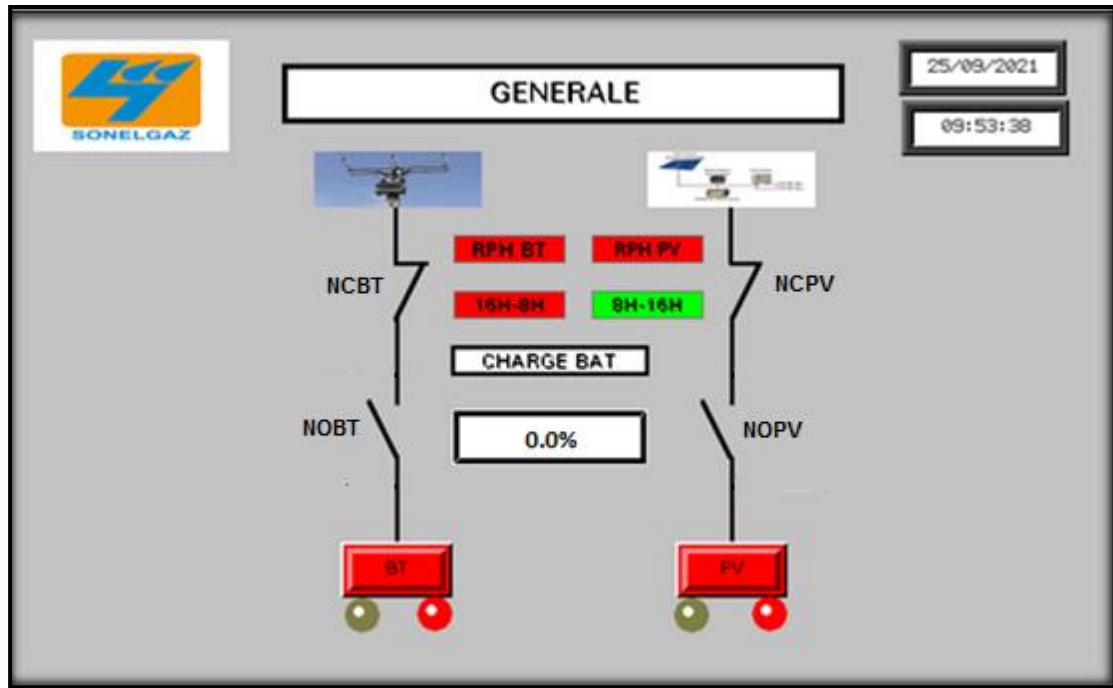 SONELGAZ
GENERALE
25/09/2021
09:53:38
RPH BT
RPH PV
NCBT
NCPV
16H-8H
8H-16H
CHARGE BAT
NOBT
0.0%
NOPV
BT
PV